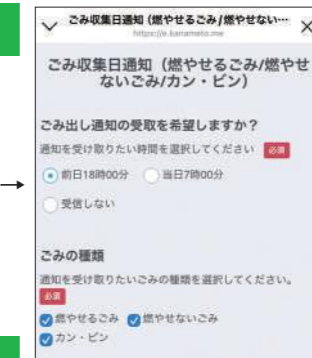 ごみ収集日通知(燃やせるごみ/燃やせない… ×
ごみ収集日通知(燃やせるごみ/燃やせ
ないごみ/カン・ビン)
ごみ出し通知の受取を希望しますか?
通知を受け取りたい時間を選択してください 必須
前日18時00分 当日7時00分
受信しない
ごみの種類
通知を受け取りたいごみの種類を選択してください。
必須
燃やせるごみ 燃やせないごみ
カン・ビン